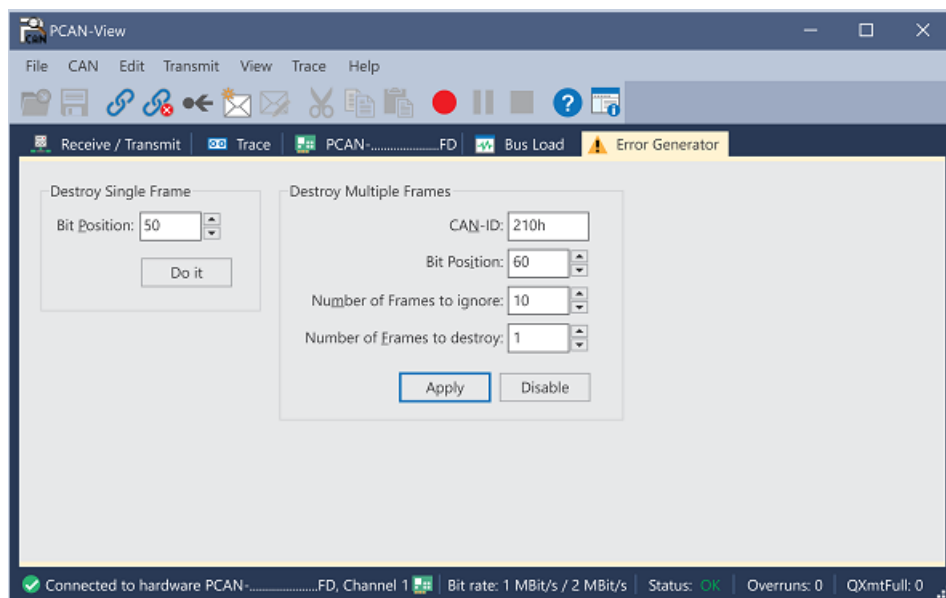 PCAN-View
File CAN Edit Transmit View Trace Help
Receive / Transmit Trace PCAN-.....................FD Bus Load Error Generator
Destroy Single Frame
Bit Position: 50
Do it
Destroy Multiple Frames
CAN-ID: 210h
Bit Position: 60
Number of Frames to ignore: 10
Number of Frames to destroy: 1
Apply Disable
Connected to hardware PCAN-.....................FD, Channel 1 Bit rate: 1 MBit/s / 2 MBit/s Status: OK Overruns: 0 QXmtFull: 0